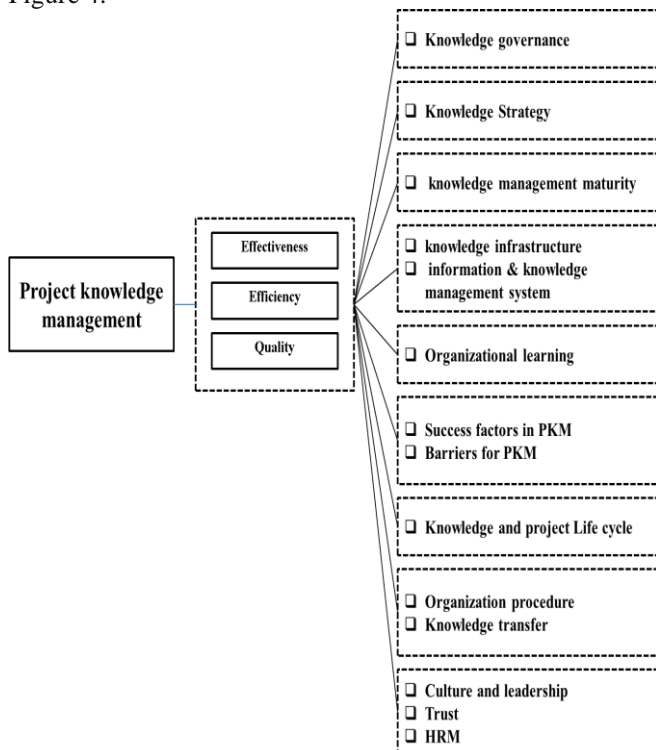 Figure 4.
Project knowledge
management
Effectiveness
Efficiency
Quality
❑ Knowledge governance
❑ Knowledge Strategy
❑ knowledge management maturity
❑ knowledge infrastructure
❑ information & knowledge
management system
❑ Organizational learning
❑ Success factors in PKM
❑ Barriers for PKM
❑ Knowledge and project Life cycle
❑ Organization procedure
❑ Knowledge transfer
❑ Culture and leadership
❑ Trust
❑ HRM